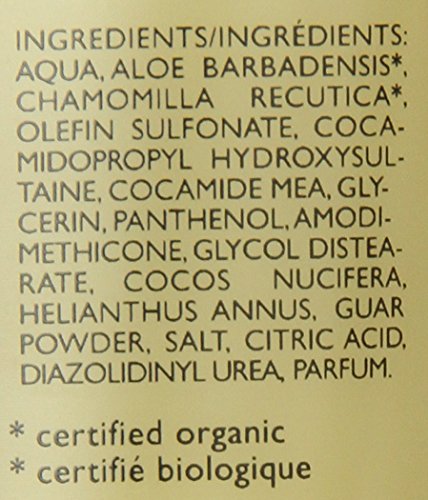 INGREDIENTS/INGRÉDIENTS:
AQUA, ALOE BARBADENSIS*,
CHAMOMILLA RECUTICA*,
OLEFIN SULFONATE, COCA-
MIDOPROPYL HYDROXYSUL-
TAINE, COCAMIDE MEA, GLY-
CERIN, PANTHENOL, AMODI-
METHICONE, GLYCOL DISTEA-
RATE, COCOS NUCIFERA,
HELIANTHUS ANNUS, GUAR
POWDER, SALT, CITRIC ACID,
DIAZOLIDINYL UREA, PARFUM.
* certified organic
* certifié biologique